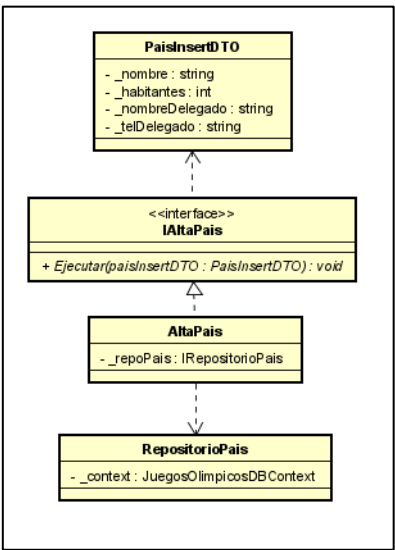 PaisInsertDTO
- _nombre : string
- _habitantes : int
- _nombreDelegado : string
- _telDelegado : string
<<interface>>
IAltaPais
+ Ejecutar(paisInsertDTO : PaisInsertDTO) : void
AltaPais
- _repoPais : IRepositorioPais
RepositorioPais
- _context : JuegosOlimpicosDBContext